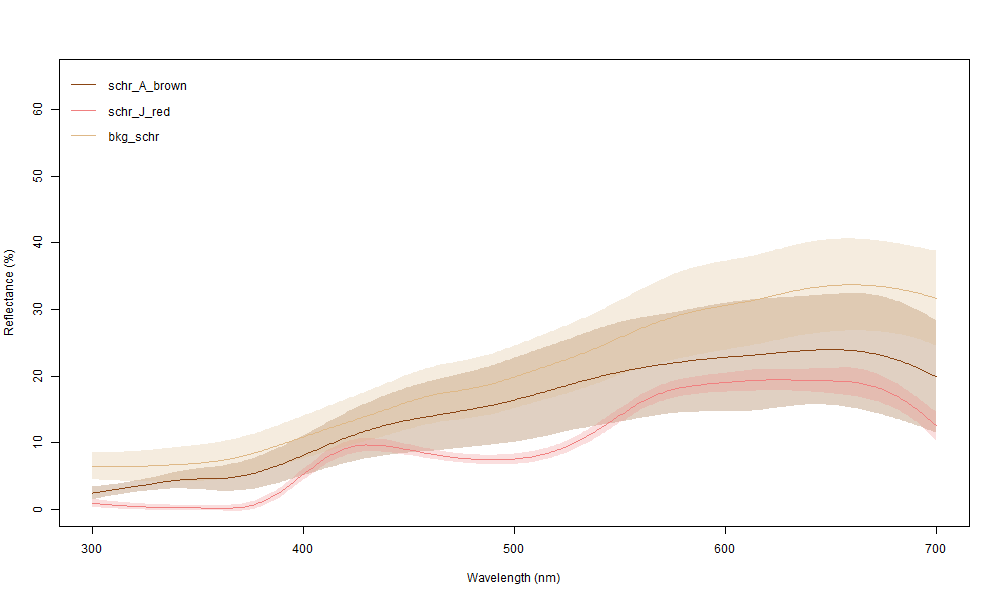 schr_A_brown
schr_J_red
bkg_schr
60
50
40
30
20
10
0
Reflectance (%)
300 400 500 600 700
Wavelength (nm)